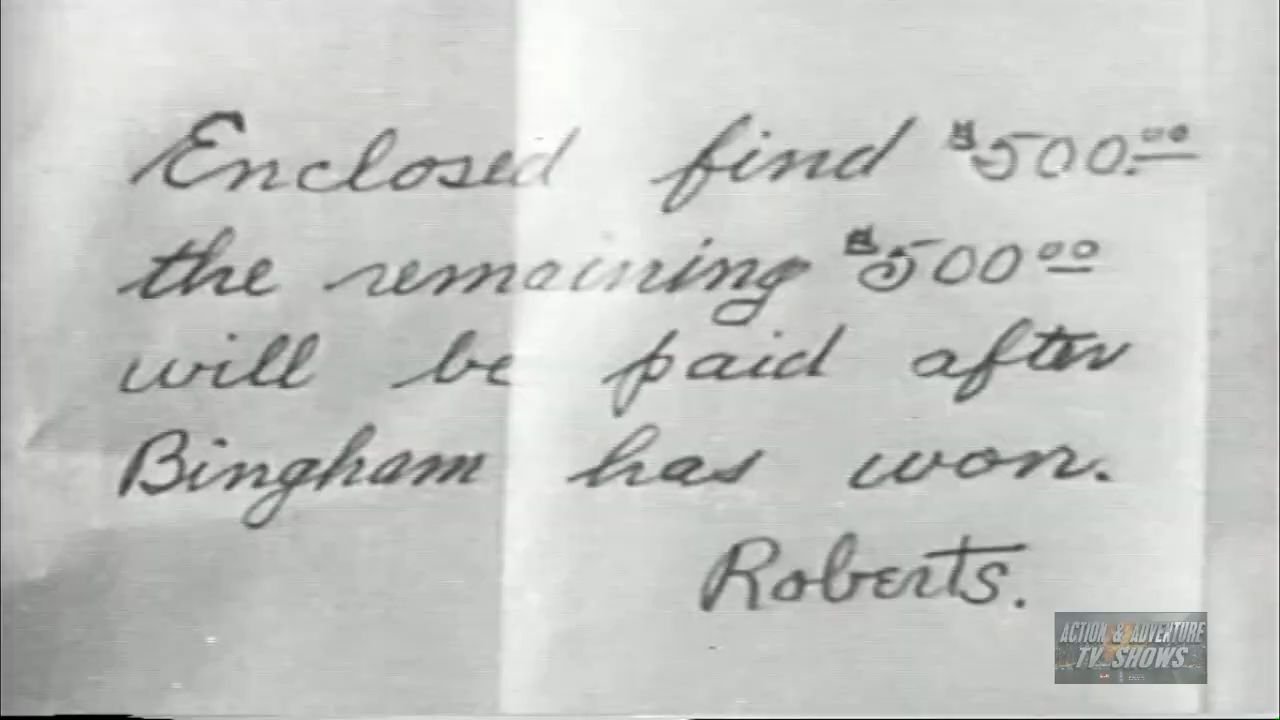 Enclosed find $500.00
the remaining $500 00
will be paid after
Bingham has won.
Roberts.
ACTION & ADVENTURE
TV SHOWS